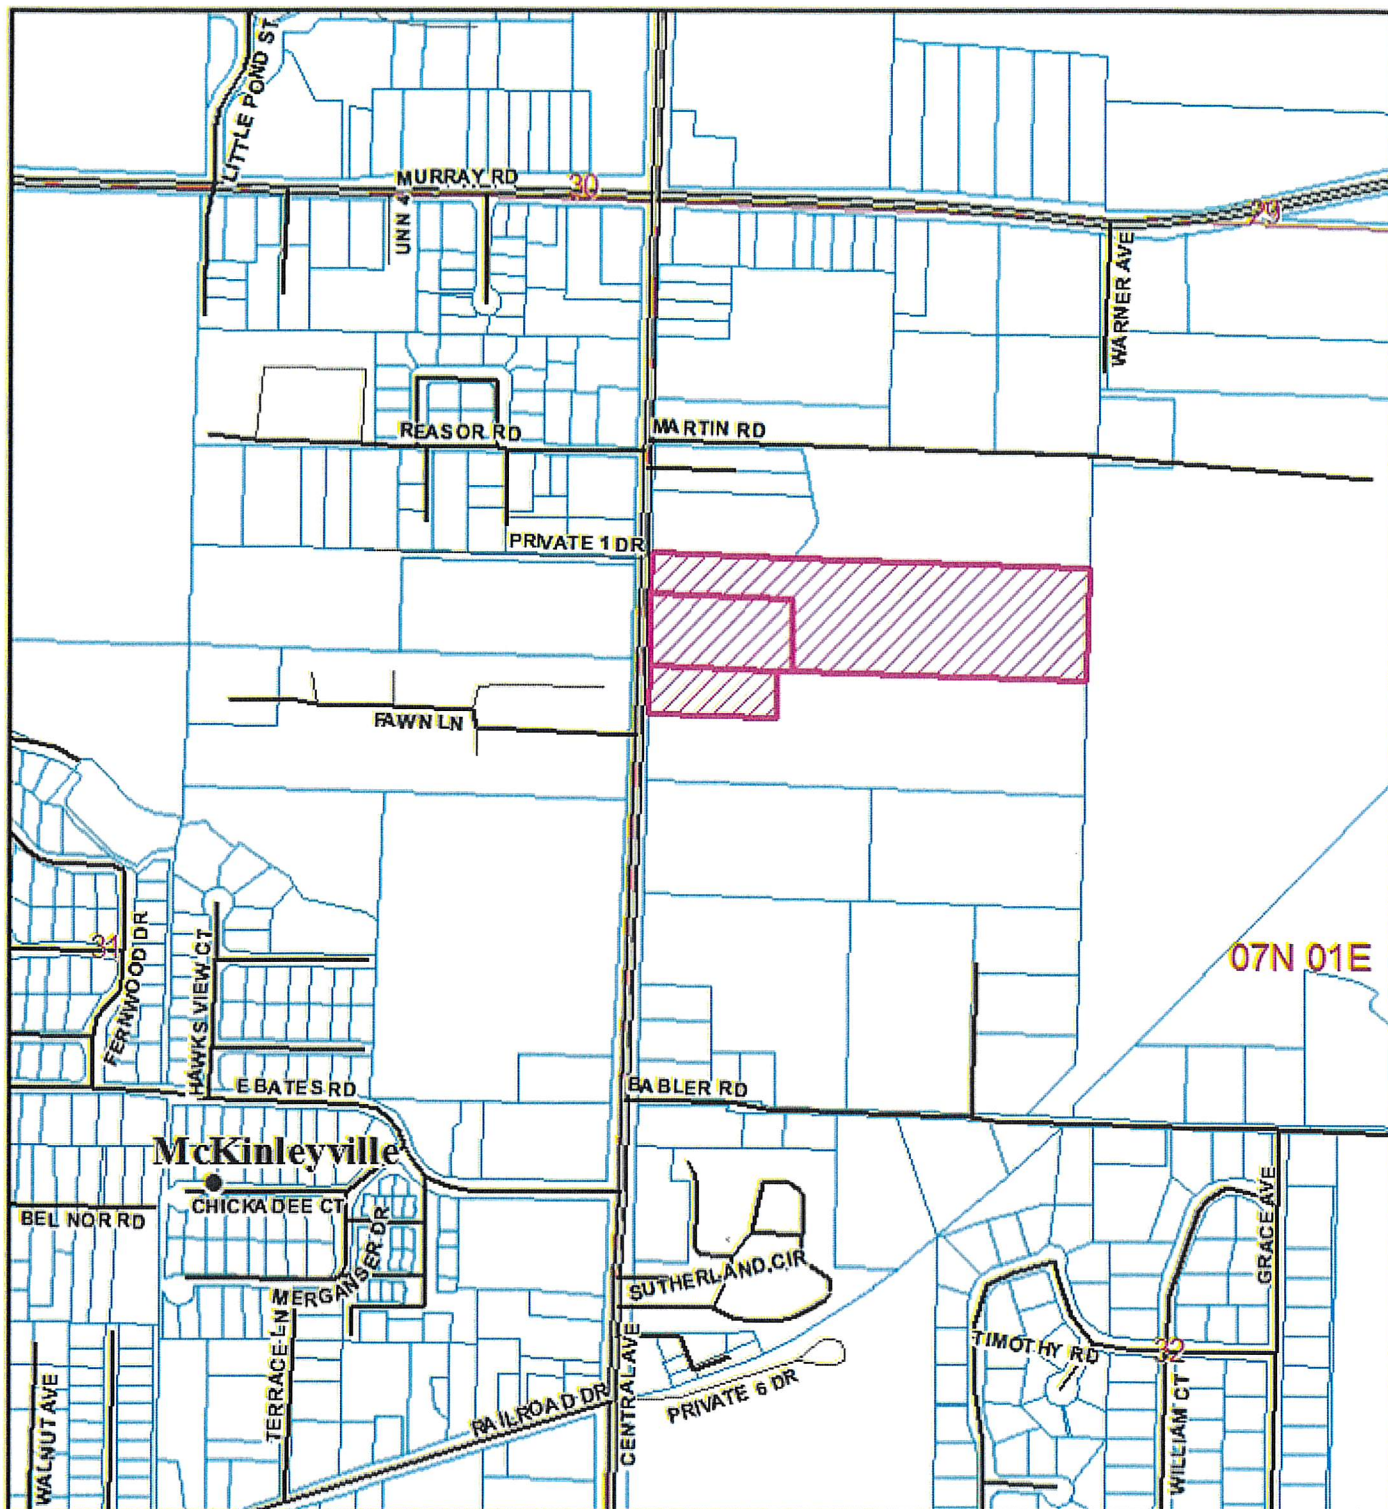 LITTLE POND ST
MURRAY RD
30
29
UNN 4
WARNER AVE
REASOR RD
MARTIN RD
PRIVATE 1 DR
FAWN LN
31
FERNWOOD DR
HAWKS VIEW CT
07N 01E
E BATES RD
BABLER RD
McKinleyville
CHICKADEE CT
BEL NOR RD
MERGANSER DR
SUTHERLAND CIR
GRACE AVE
TERRACE LN
TIMOTHY RD
32
WALNUT AVE
RAILROAD DR
CENTRAL AVE
PRIVATE 6 DR
WILLIAM CT